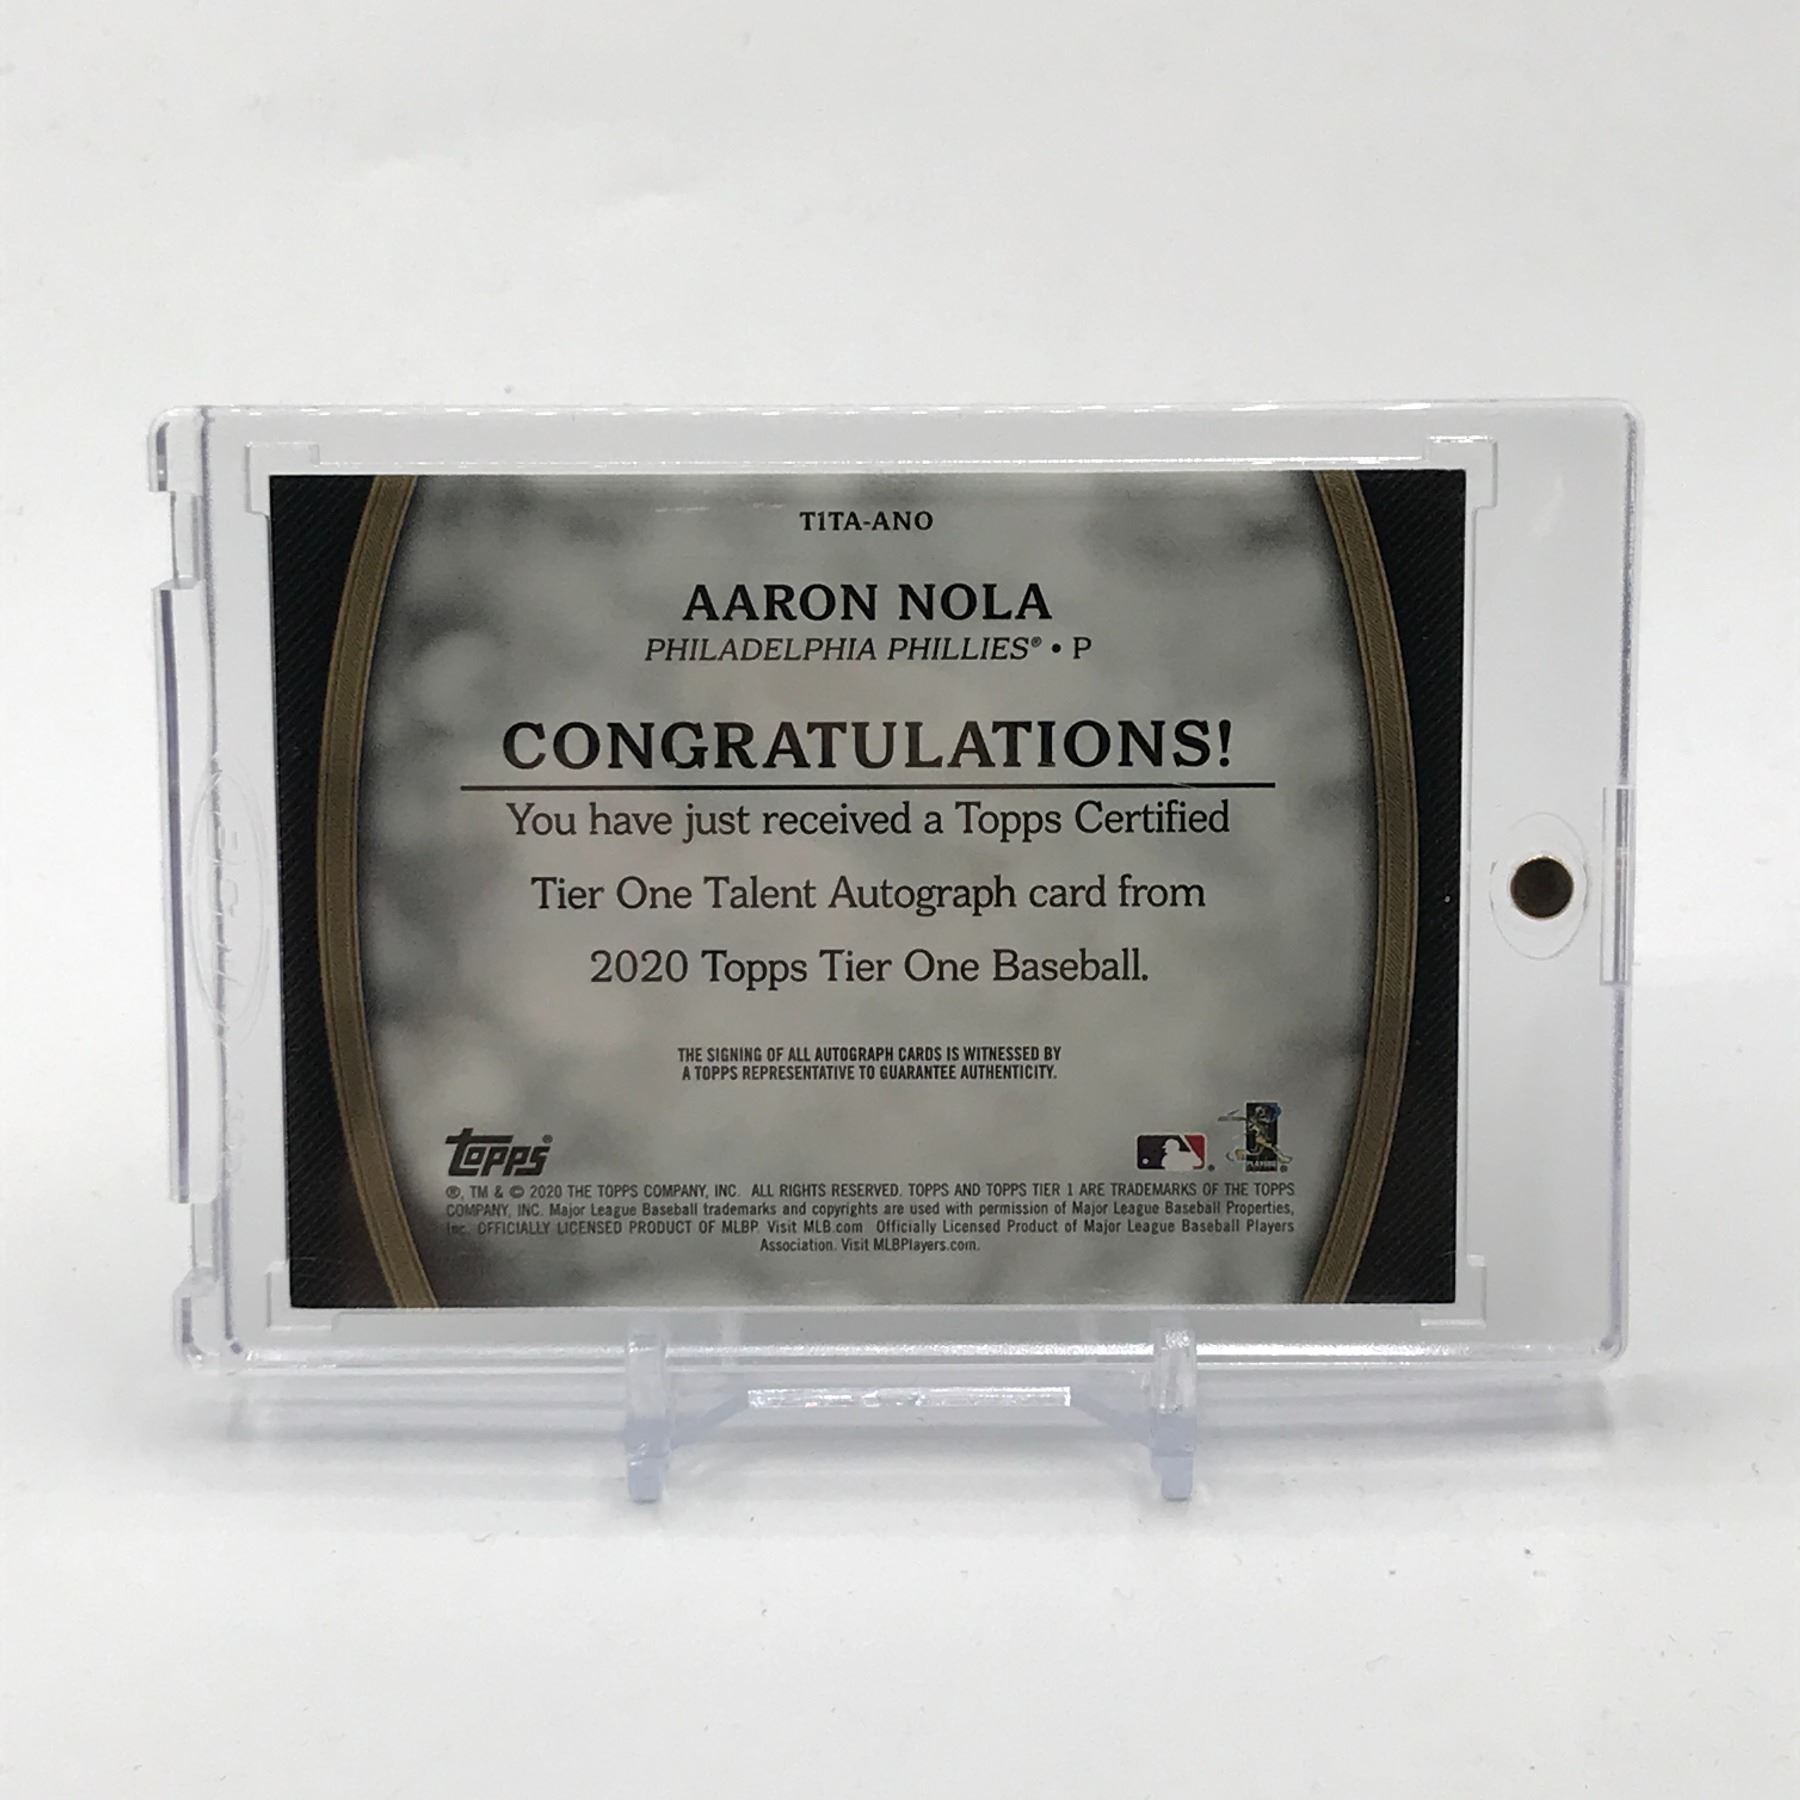 T1TA-ANO
AARON NOLA
PHILADELPHIA PHILLIES® • P
CONGRATULATIONS!
You have just received a Topps Certified
Tier One Talent Autograph card from
2020 Topps Tier One Baseball.
THE SIGNING OF ALL AUTOGRAPH CARDS IS WITNESSED BY
A TOPPS REPRESENTATIVE TO GUARANTEE AUTHENTICITY.
Topps®
®, TM & © 2020 THE TOPPS COMPANY, INC. ALL RIGHTS RESERVED. TOPPS AND TOPPS TIER 1 ARE TRADEMARKS OF THE TOPPS
COMPANY, INC. Major League Baseball trademarks and copyrights are used with permission of Major League Baseball Properties,
Inc. OFFICIALLY LICENSED PRODUCT OF MLBP. Visit MLB.com Officially Licensed Product of Major League Baseball Players
Association. Visit MLBPlayers.com.